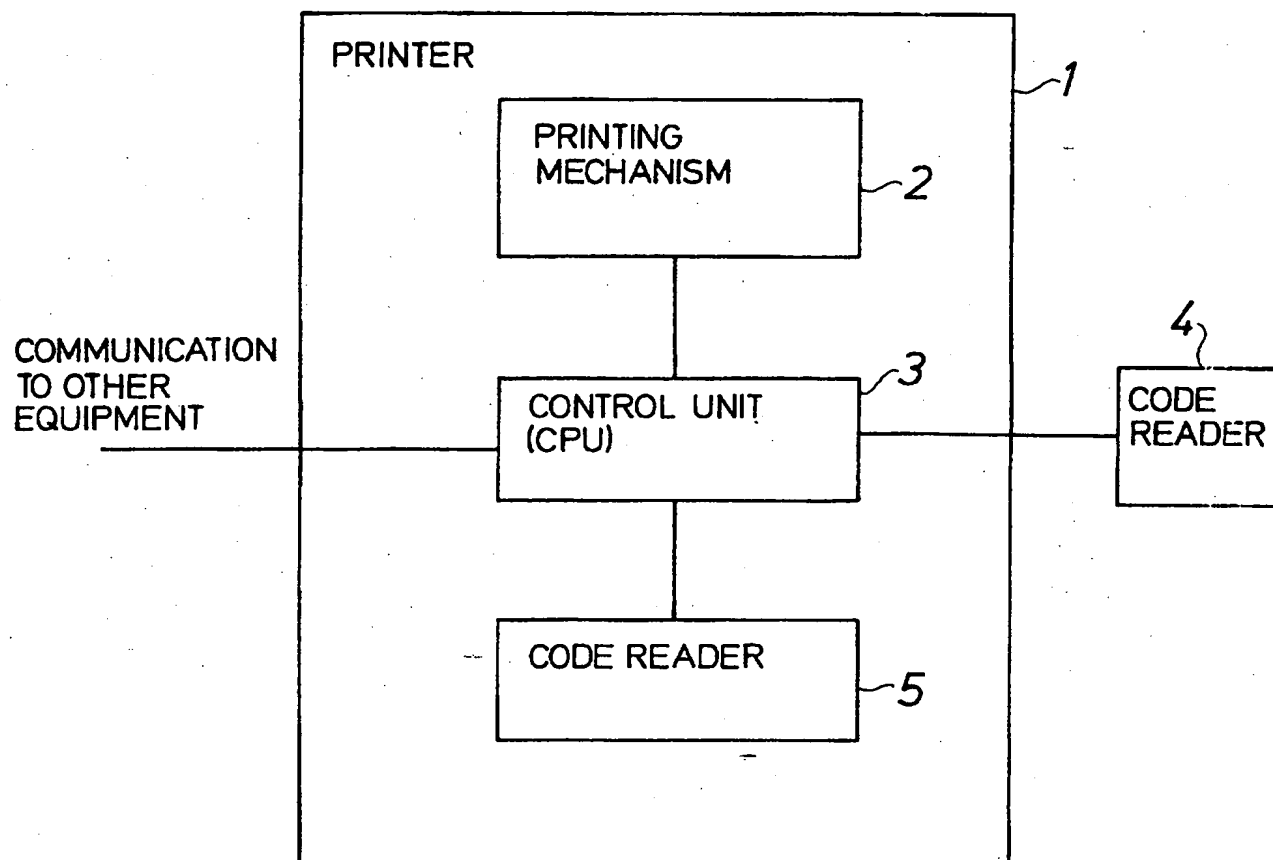 PRINTER
1
PRINTING
MECHANISM
2
COMMUNICATION
TO OTHER
EQUIPMENT
CONTROL UNIT
(CPU)
3
4
CODE
READER
CODE READER
5